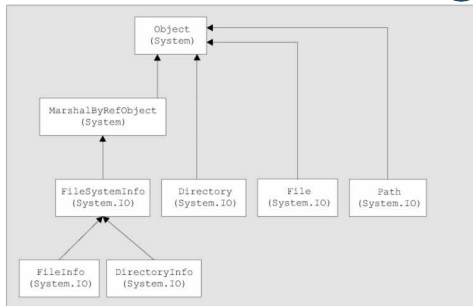 Object
(System)
MarshalByRefObject
(System)
FileSystemInfo
(System.IO)
Directory
(System.IO)
File
(System.IO)
Path
(System.IO)
FileInfo
(System.IO)
DirectoryInfo
(System.IO)